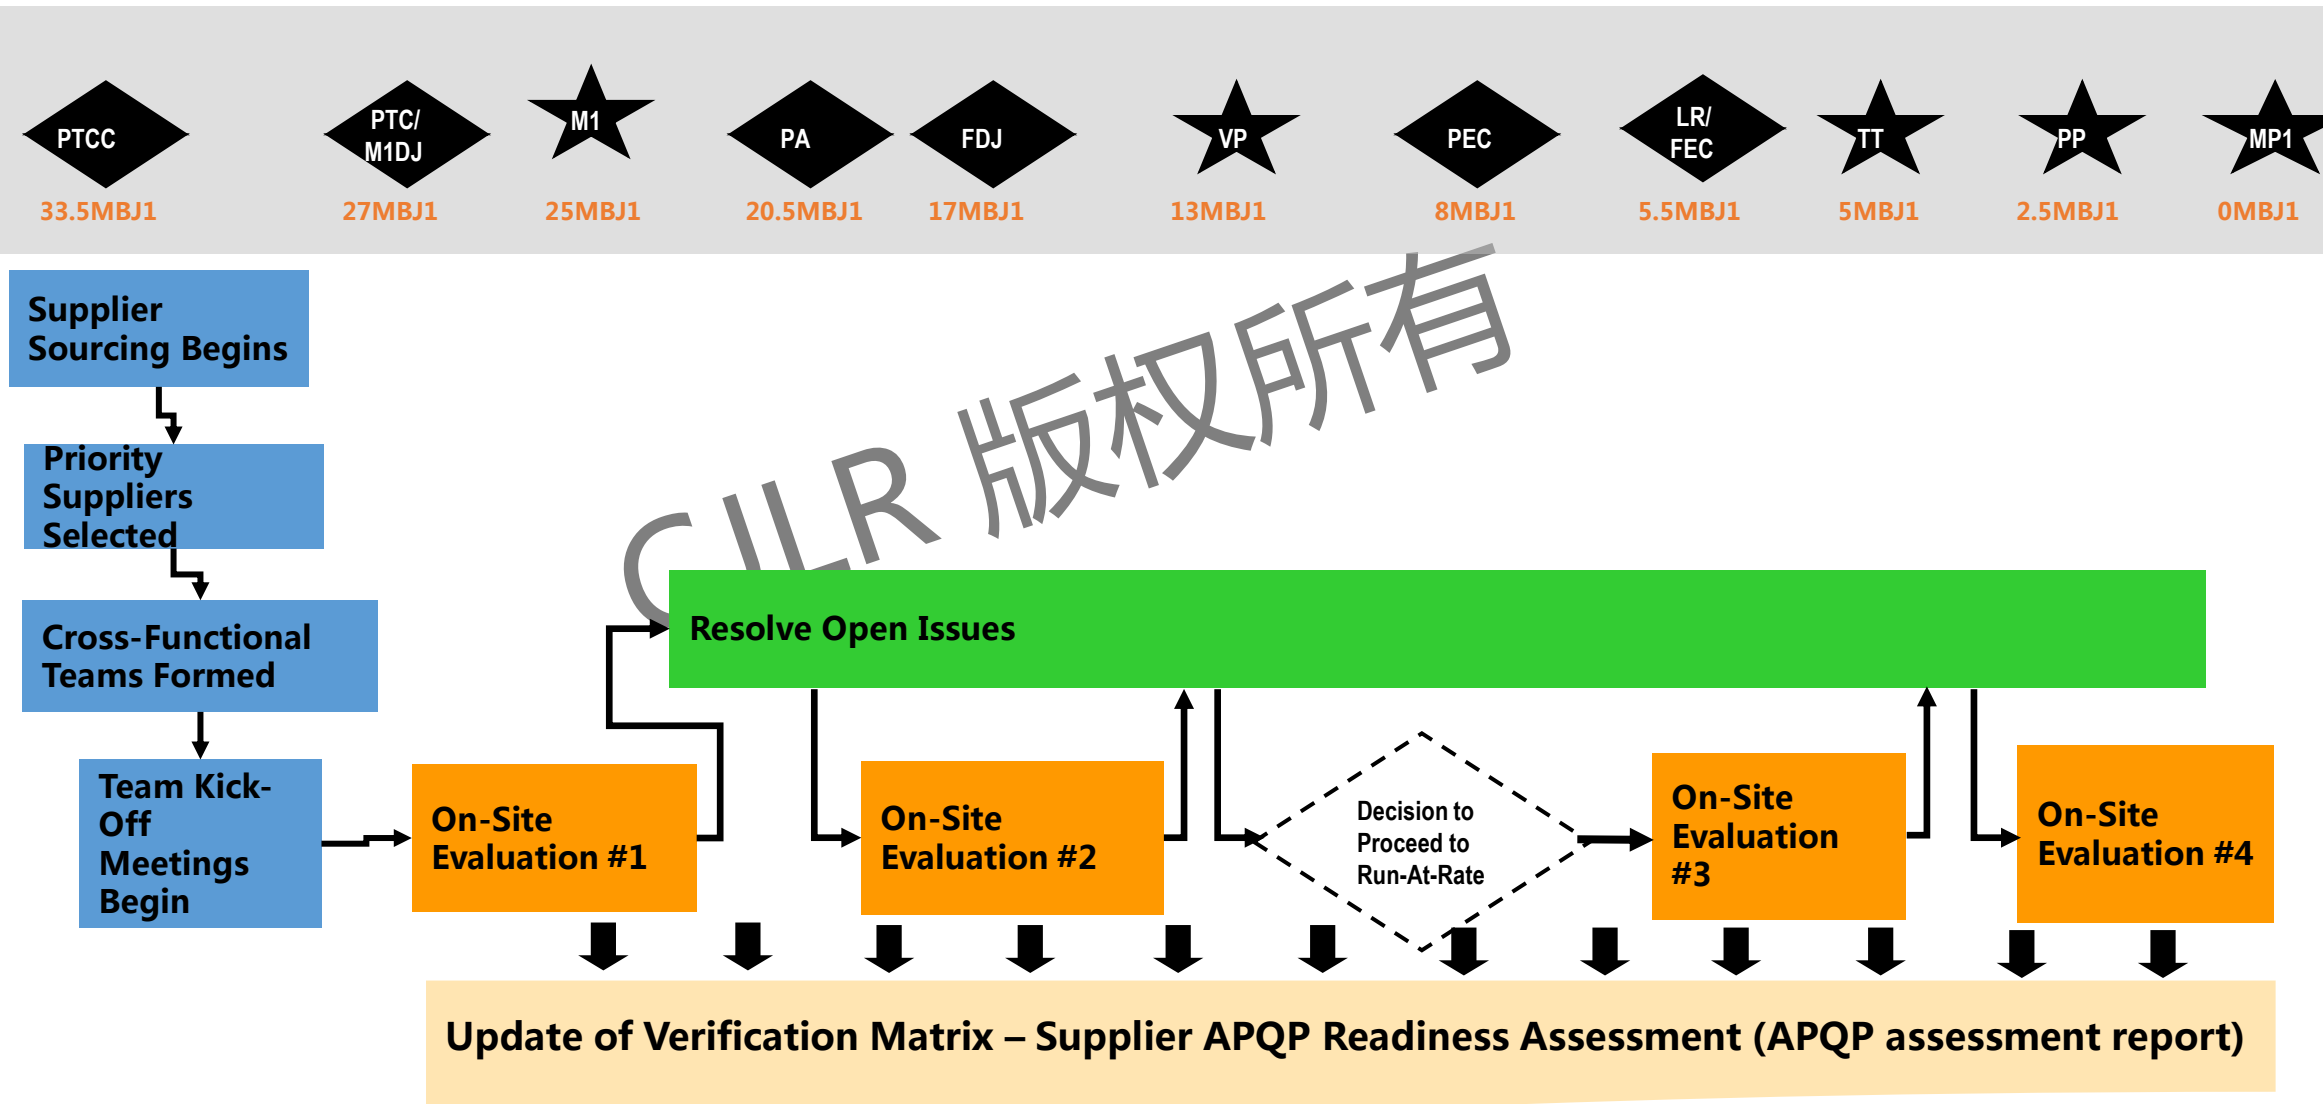 PTCC
PTC/
M1DJ
M1
PA
FDJ
VP
PEC
LR/
FEC
TT
PP
MP1
33.5MBJ1
27MBJ1
25MBJ1
20.5MBJ1
17MBJ1
13MBJ1
8MBJ1
5.5MBJ1
5MBJ1
2.5MBJ1
0MBJ1
Supplier
Sourcing Begins
Priority
Suppliers
Selected
Cross-Functional
Teams Formed
Team Kick-
Off
Meetings
Begin
CJLR 版权所有
Resolve Open Issues
On-Site
Evaluation #1
On-Site
Evaluation #2
Decision to
Proceed to
Run-At-Rate
On-Site
Evaluation
#3
On-Site
Evaluation #4
Update of Verification Matrix – Supplier APQP Readiness Assessment (APQP assessment report)